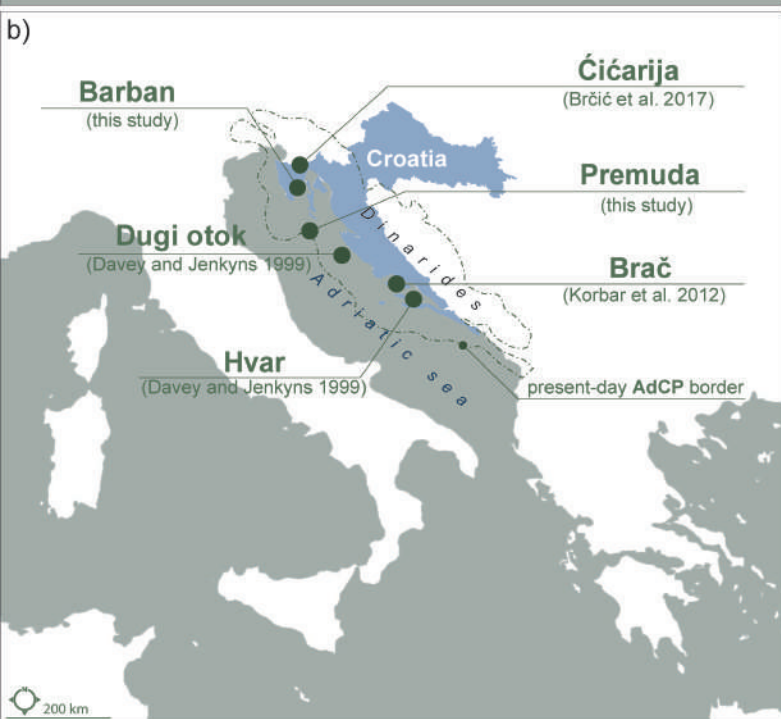 b)
Ćićarija
(Brčić et al. 2017)
Barban
(this study)
Croatia
Premuda
(this study)
Dinarides
Dugi otok
(Davey and Jenkyns 1999)
Brač
(Korbar et al. 2012)
Adriatic sea
Hvar
(Davey and Jenkyns 1999)
present-day AdCP border
200 km